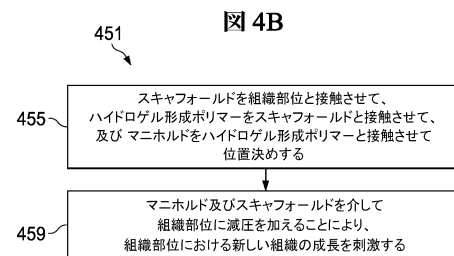 図 4B
451
455
スキャフォールドを組織部位と接触させて、
ハイドロゲル形成ポリマーをスキャフォールドと接触させて、
及び マニホルドをハイドロゲル形成ポリマーと接触させて
位置決めする
459
マニホルド及びスキャフォールドを介して
組織部位に減圧を加えることにより、
組織部位における新しい組織の成長を刺激する